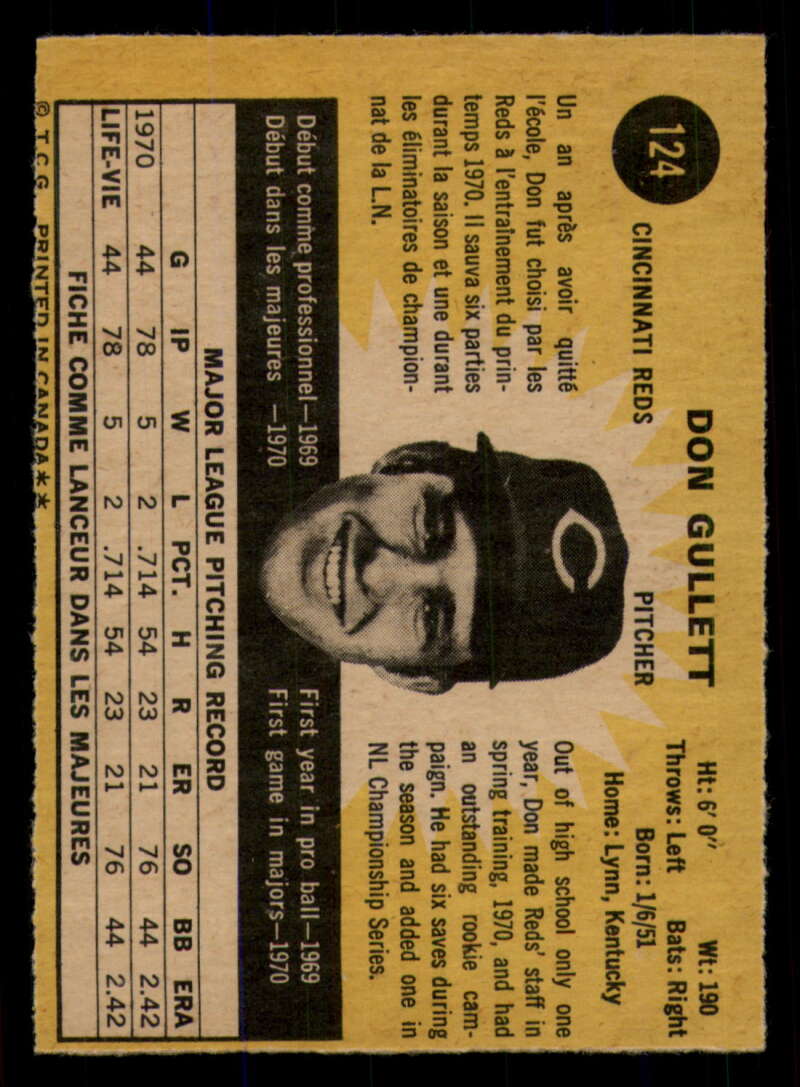 124
DON GULLETT
CINCINNATI REDS PITCHER
Ht: 6' 0" Wt: 190
Throws: Left Bats: Right
Born: 1/6/51
Home: Lynn, Kentucky
Un an après avoir quitté
l'école, Don fut choisi par les
Reds à l'entraînement du prin-
temps 1970. Il sauva six parties
durant la saison et une durant
les éliminatoires de champion-
nat de la L.N.
Out of high school only one
year, Don made Reds' staff in
spring training, 1970, and had
an outstanding rookie cam-
paign. He had six saves during
the season and added one in
NL Championship Series.
C
Début comme professionnel—1969
Début dans les majeures —1970
First year in pro ball—1969
First game in majors—1970
MAJOR LEAGUE PITCHING RECORD
G IP W L PCT. H R ER SO BB ERA
1970 44 78 5 2 .714 54 23 21 76 44 2.42
LIFE-VIE 44 78 5 2 .714 54 23 21 76 44 2.42
FICHE COMME LANCEUR DANS LES MAJEURES
© T.C.G. PRINTED IN CANADA**